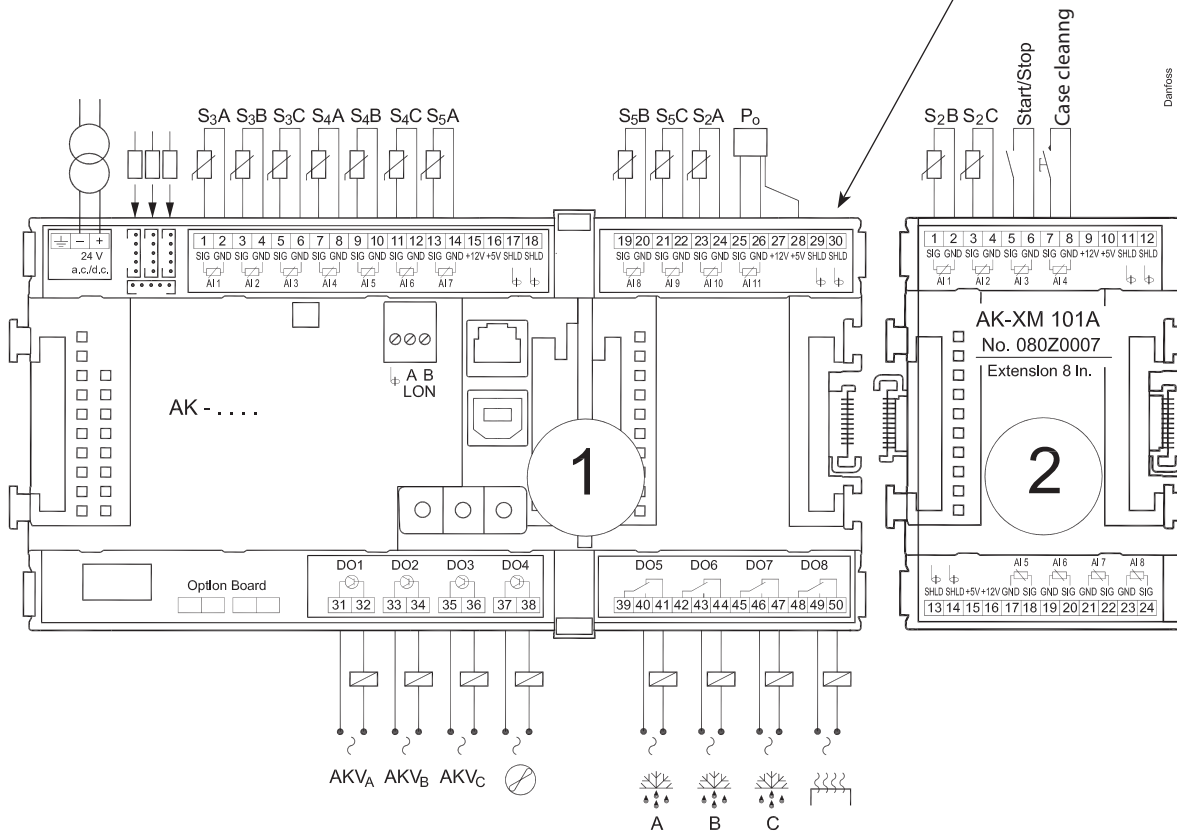 S3A S3B S3C S4A S4B S4C S5A
S5B S5C S2A P0
S2B S2C Start/Stop Case cleanng
Danfoss
– +
24 V
a.c./d.c.
1 2 3 4 5 6 7 8 9 10 11 12 13 14 15 16 17 18
SIG GND SIG GND SIG GND SIG GND SIG GND SIG GND SIG GND +12V +5V SHLD SHLD
AI 1 AI 2 AI 3 AI 4 AI 5 AI 6 AI 7
19 20 21 22 23 24 25 26 27 28 29 30
SIG GND SIG GND SIG GND SIG GND +12V +5V SHLD SHLD
AI 8 AI 9 AI 10 AI 11
1 2 3 4 5 6 7 8 9 10 11 12
SIG GND SIG GND SIG GND SIG GND +12V +5V SHLD SHLD
AI 1 AI 2 AI 3 AI 4
A B
LON
AK - . . . .
1
AK-XM 101A
No. 080Z0007
Extension 8 In.
2
Option Board
DO1 DO2 DO3 DO4
31 32 33 34 35 36 37 38
DO5 DO6 DO7 DO8
39 40 41 42 43 44 45 46 47 48 49 50
AI 5 AI 6 AI 7 AI 8
SHLD SHLD +5V +12V GND SIG GND SIG GND SIG GND SIG
13 14 15 16 17 18 19 20 21 22 23 24
AKVA AKVB AKVC
A B C